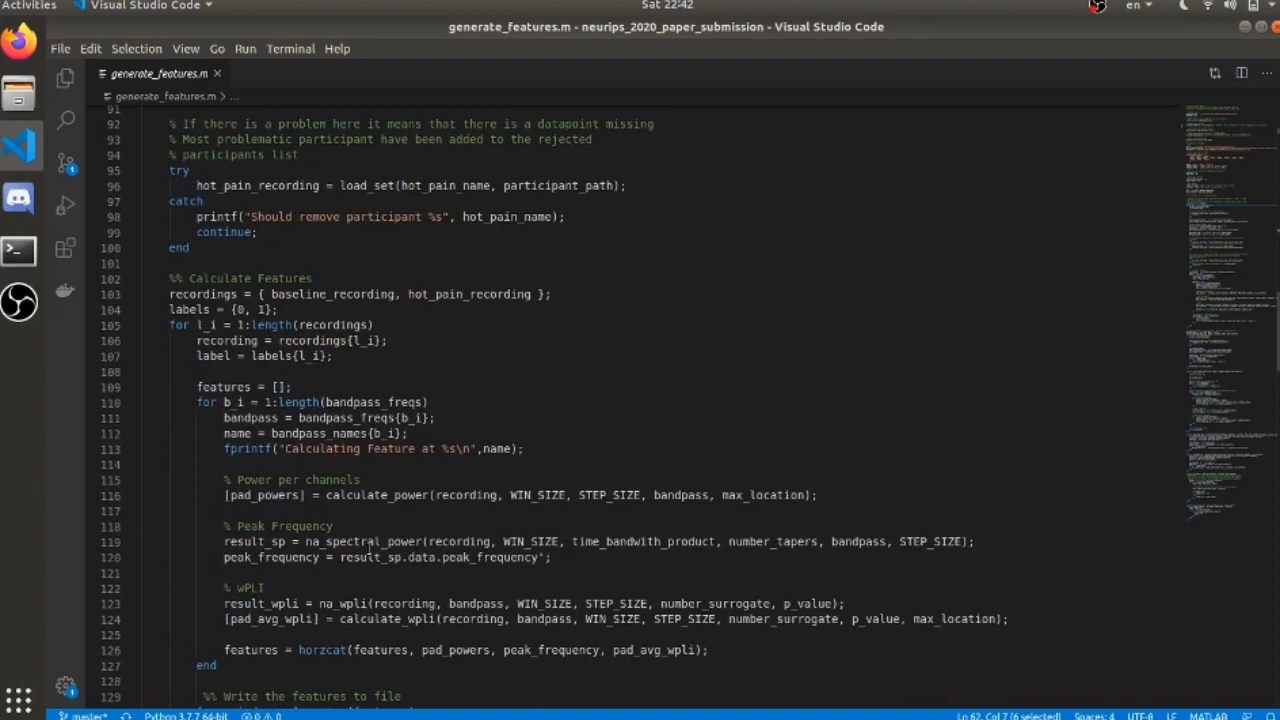 Activities
Visual Studio Code
Sat 22:42
en
generate_features.m - neurips_2020_paper_submission - Visual Studio Code
File Edit Selection View Go Run Terminal Help
generate_features.m
generate_features.m > ...
91
92 % If there is a problem here it means that there is a datapoint missing
93 % Most problematic participant have been added to the rejected
94 % participants list
95 try
96 hot_pain_recording = load_set(hot_pain_name, participant_path);
97 catch
98 printf("Should remove participant %s", hot_pain_name);
99 continue;
100 end
101
102 %% Calculate Features
103 recordings = { baseline_recording, hot_pain_recording };
104 labels = {0, 1};
105 for l_i = 1:length(recordings)
106 recording = recordings{l_i};
107 label = labels{l_i};
108
109 features = [];
110 for b_i = 1:length(bandpass_freqs)
111 bandpass = bandpass_freqs{b_i};
112 name = bandpass_names{b_i};
113 fprintf("Calculating Feature at %s\n",name);
114
115 % Power per channels
116 [pad_powers] = calculate_power(recording, WIN_SIZE, STEP_SIZE, bandpass, max_location);
117
118 % Peak Frequency
119 result_sp = na_spectral_power(recording, WIN_SIZE, time_bandwith_product, number_tapers, bandpass, STEP_SIZE);
120 peak_frequency = result_sp.data.peak_frequency';
121
122 % wPLI
123 result_wpli = na_wpli(recording, bandpass, WIN_SIZE, STEP_SIZE, number_surrogate, p_value);
124 [pad_avg_wpli] = calculate_wpli(recording, bandpass, WIN_SIZE, STEP_SIZE, number_surrogate, p_value, max_location);
125
126 features = horzcat(features, pad_powers, peak_frequency, pad_avg_wpli);
127 end
128
129 %% Write the features to file
master* Python 3.7.7 64-bit 0 0 Ln 62, Col 7 (6 selected) Spaces: 4 UTF-8 LF MATLAB